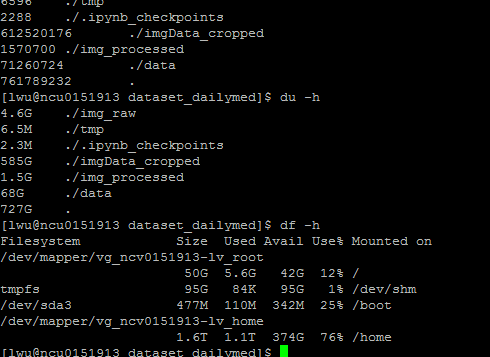 6596    ./tmp
2288    ./.ipynb_checkpoints
612520176       ./imgData_cropped
1570700 ./img_processed
71260724        ./data
761789232       .
[lwu@ncu0151913 dataset_dailymed]$ du -h
4.6G    ./img_raw
6.5M    ./tmp
2.3M    ./.ipynb_checkpoints
585G    ./imgData_cropped
1.5G    ./img_processed
68G     ./data
727G    .
[lwu@ncu0151913 dataset_dailymed]$ df -h
Filesystem            Size  Used Avail Use% Mounted on
/dev/mapper/vg_ncv0151913-lv_root
                       50G  5.6G   42G  12% /
tmpfs                  95G   84K   95G   1% /dev/shm
/dev/sda3             477M  110M  342M  25% /boot
/dev/mapper/vg_ncv0151913-lv_home
                      1.6T  1.1T  374G  76% /home
[lwu@ncu0151913 dataset_dailymed]$